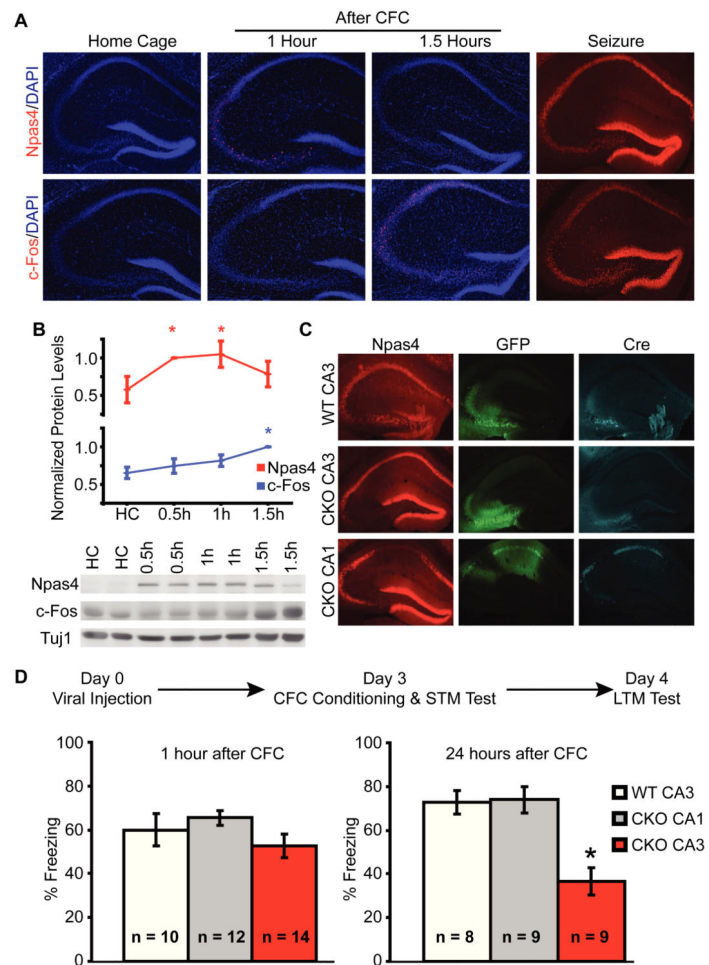 A
After CFC
Home Cage
1 Hour
1.5 Hours
Seizure
Npas4/DAPI
c-Fos/DAPI
B
Normalized Protein Levels
1.0
0.5
1.0
0.5
*
*
*
Npas4
c-Fos
HC
0.5h
1h
1.5h
HC
HC
0.5h
0.5h
1h
1h
1.5h
1.5h
Npas4
c-Fos
Tuj1
C
Npas4
GFP
Cre
WT CA3
CKO CA3
CKO CA1
D
Day 0
Viral Injection
Day 3
CFC Conditioning & STM Test
Day 4
LTM Test
1 hour after CFC
% Freezing
100
80
60
40
20
0
n = 10
n = 12
n = 14
24 hours after CFC
% Freezing
100
80
60
40
20
0
n = 8
n = 9
n = 9
*
WT CA3
CKO CA1
CKO CA3